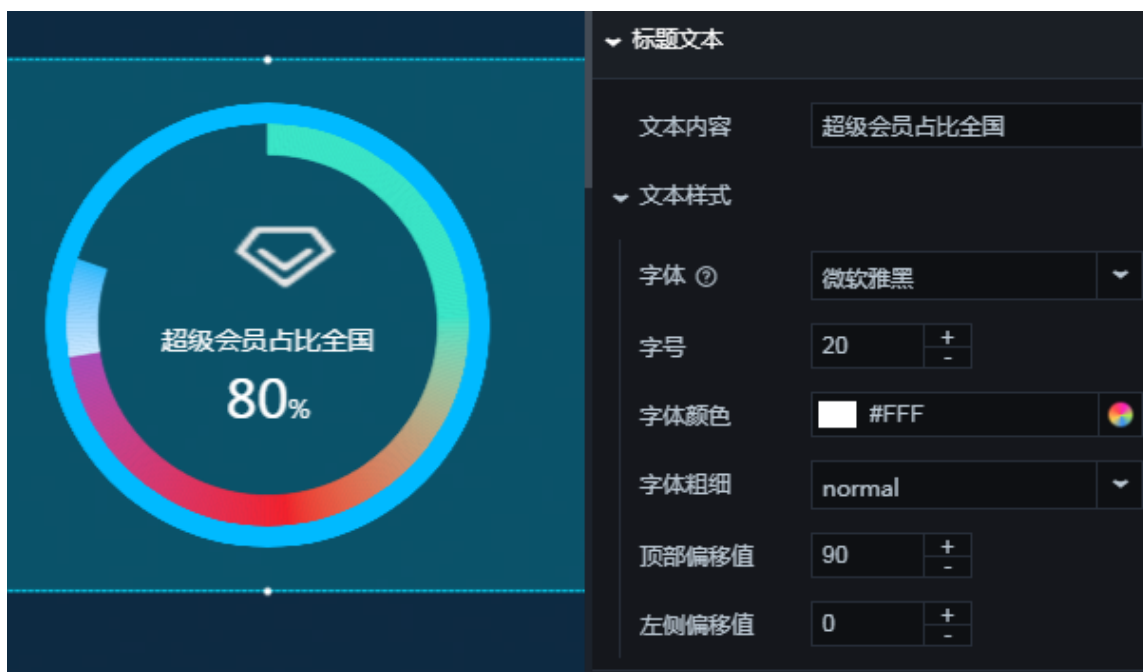 超级会员占比全国
80%
标题文本
文本内容 超级会员占比全国
文本样式
字体 ? 微软雅黑
字号 20 + -
字体颜色 #FFF
字体粗细 normal
顶部偏移值 90 + -
左侧偏移值 0 + -